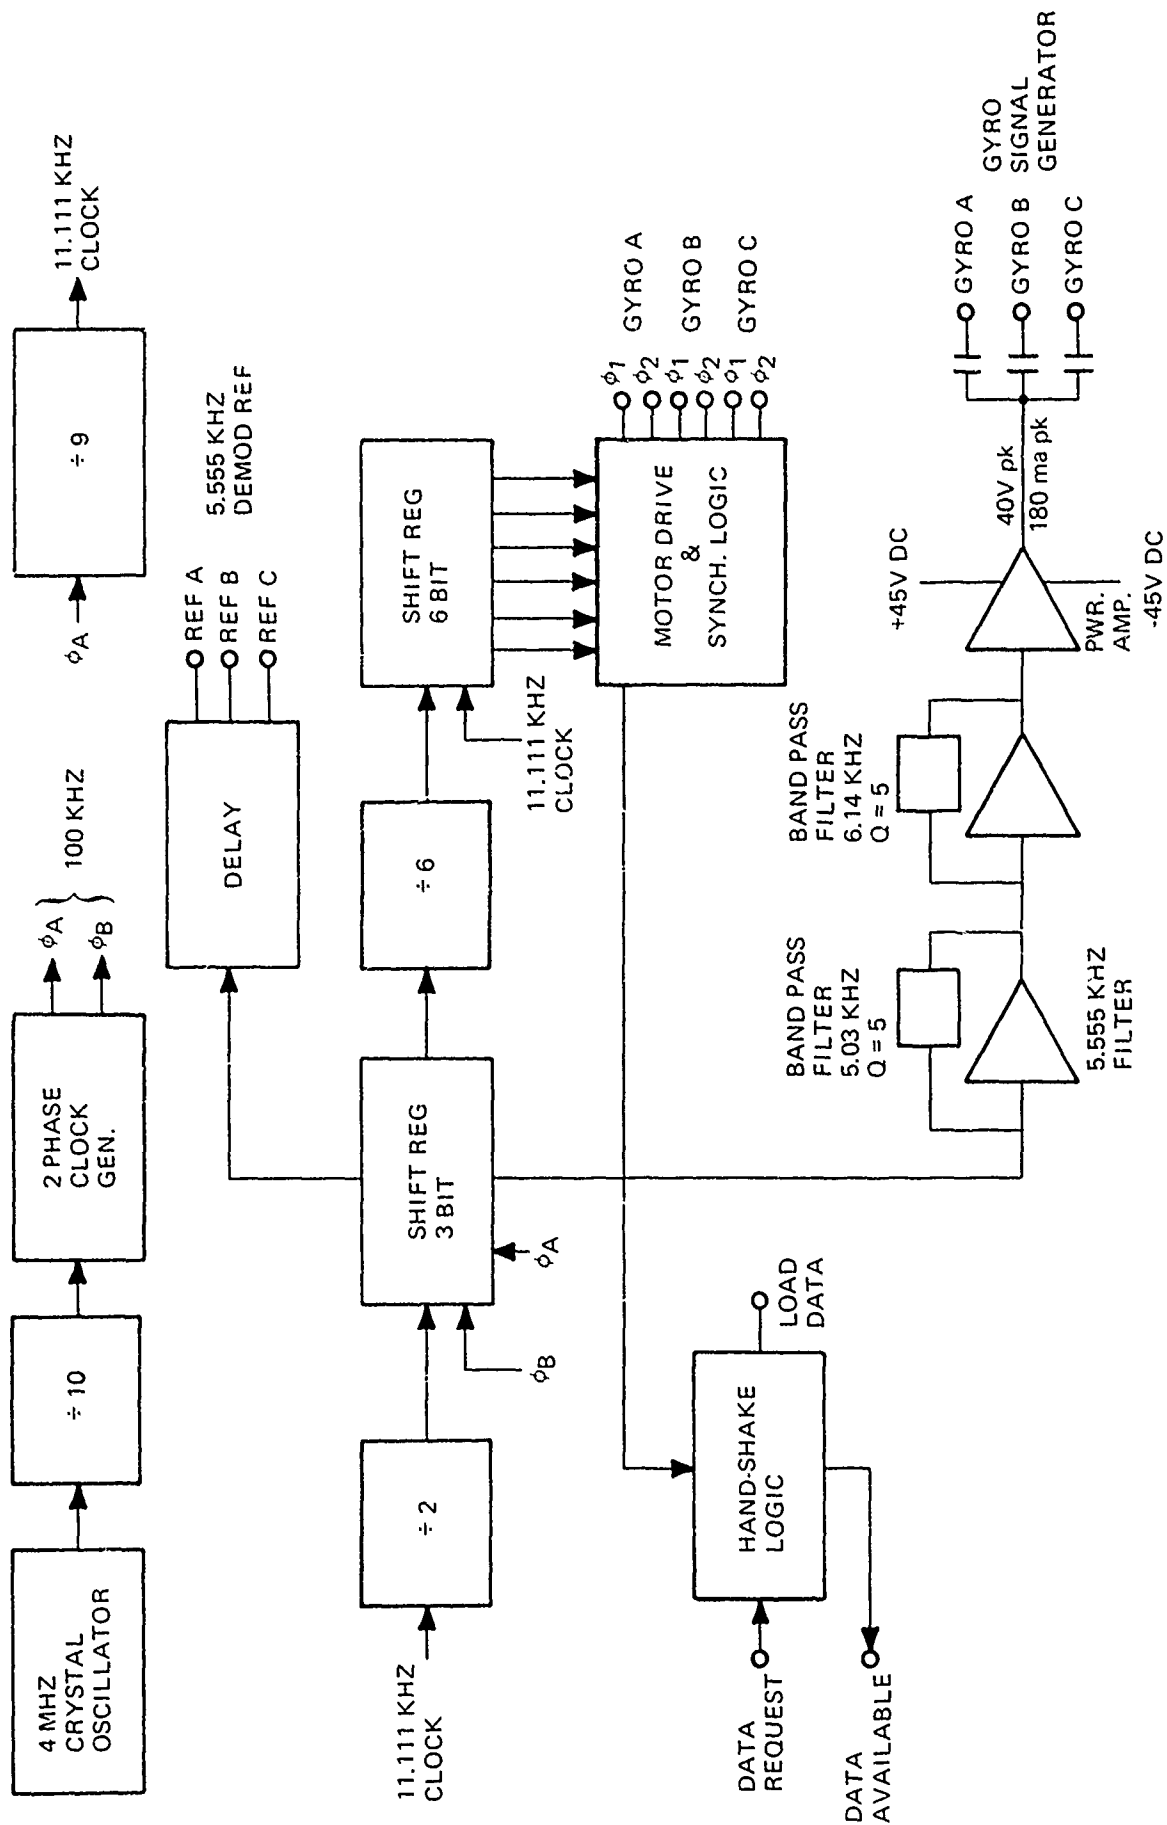 4 MHZ
CRYSTAL
OSCILLATOR
÷10
2 PHASE
CLOCK
GEN.
ϕA
ϕB
100 KHZ
ϕA
÷9
11.111 KHZ
CLOCK
DELAY
REF A
REF B
REF C
5.555 KHZ
DEMOD REF
11.111 KHZ
CLOCK
÷2
ϕB
ϕA
SHIFT REG
3 BIT
÷6
11.111 KHZ
CLOCK
SHIFT REG
6 BIT
MOTOR DRIVE
&
SYNCH. LOGIC
ϕ1
ϕ2
ϕ1
ϕ2
ϕ1
ϕ2
GYRO A
GYRO B
GYRO C
DATA
REQUEST
DATA
AVAILABLE
HAND-SHAKE
LOGIC
LOAD
DATA
BAND PASS
FILTER
5.03 KHZ
Q = 5
5.555 KHZ
FILTER
BAND PASS
FILTER
6.14 KHZ
Q = 5
+45V DC
PWR.
AMP.
-45V DC
40V pk
180 ma pk
GYRO A
GYRO B
GYRO C
GYRO
SIGNAL
GENERATOR